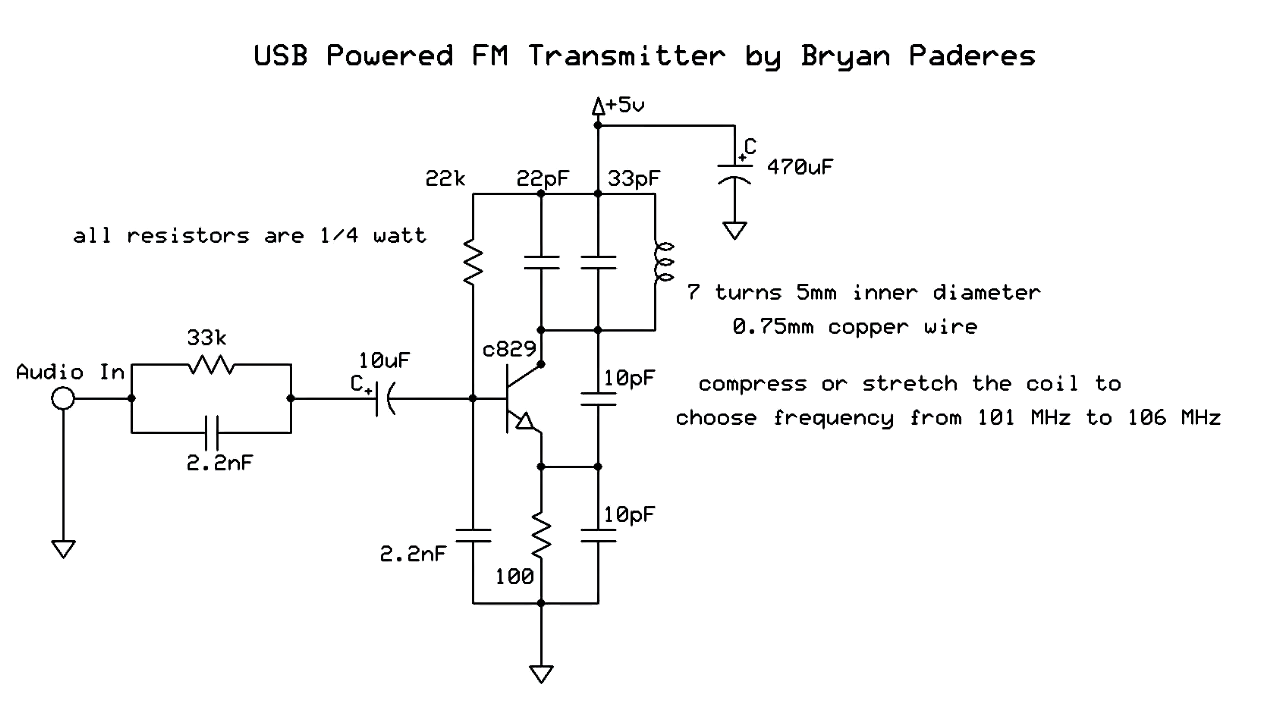 USB Powered FM Transmitter by Bryan Paderes
+5v
C
+
470uF
22k
22pF
33pF
all resistors are 1/4 watt
7 turns 5mm inner diameter
0.75mm copper wire
33k
Audio In
2.2nF
10uF
C+
c829
10pF
compress or stretch the coil to
choose frequency from 101 MHz to 106 MHz
10pF
2.2nF
100